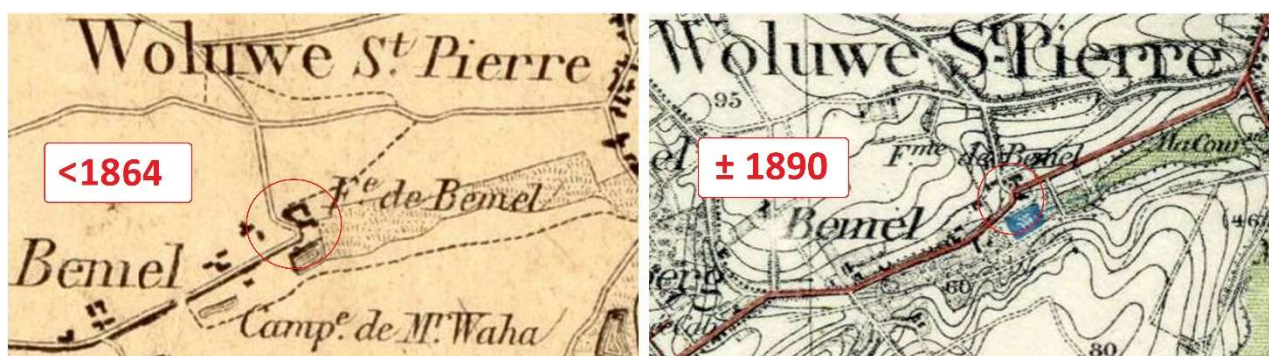 Woluwe St. Pierre
<1864
Fe. de Bemel
Bemel
Campe. de Mr. Waha
Woluwe St. Pierre
95
± 1890
Fme de Bemel
Bemel
60
80